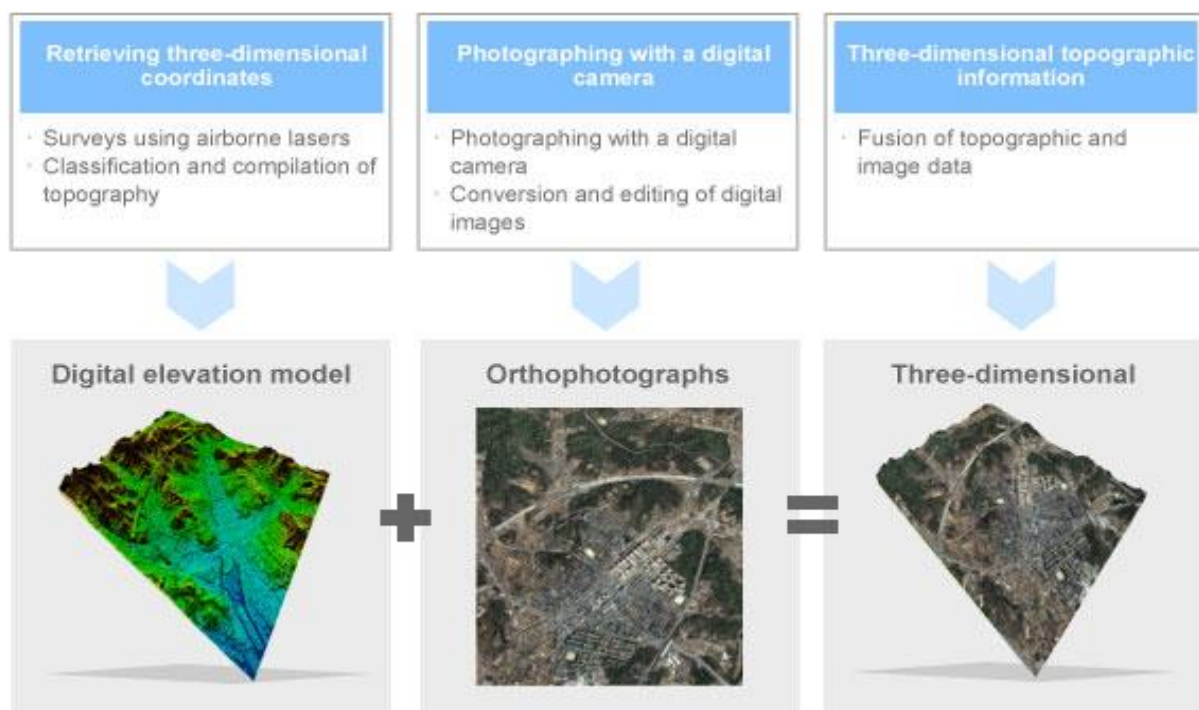 Retrieving three-dimensional
coordinates
· Surveys using airborne lasers
· Classification and compilation of
topography
Photographing with a digital
camera
· Photographing with a digital
camera
· Conversion and editing of digital
images
Three-dimensional topographic
information
· Fusion of topographic and
image data
Digital elevation model
+
Orthophotographs
=
Three-dimensional